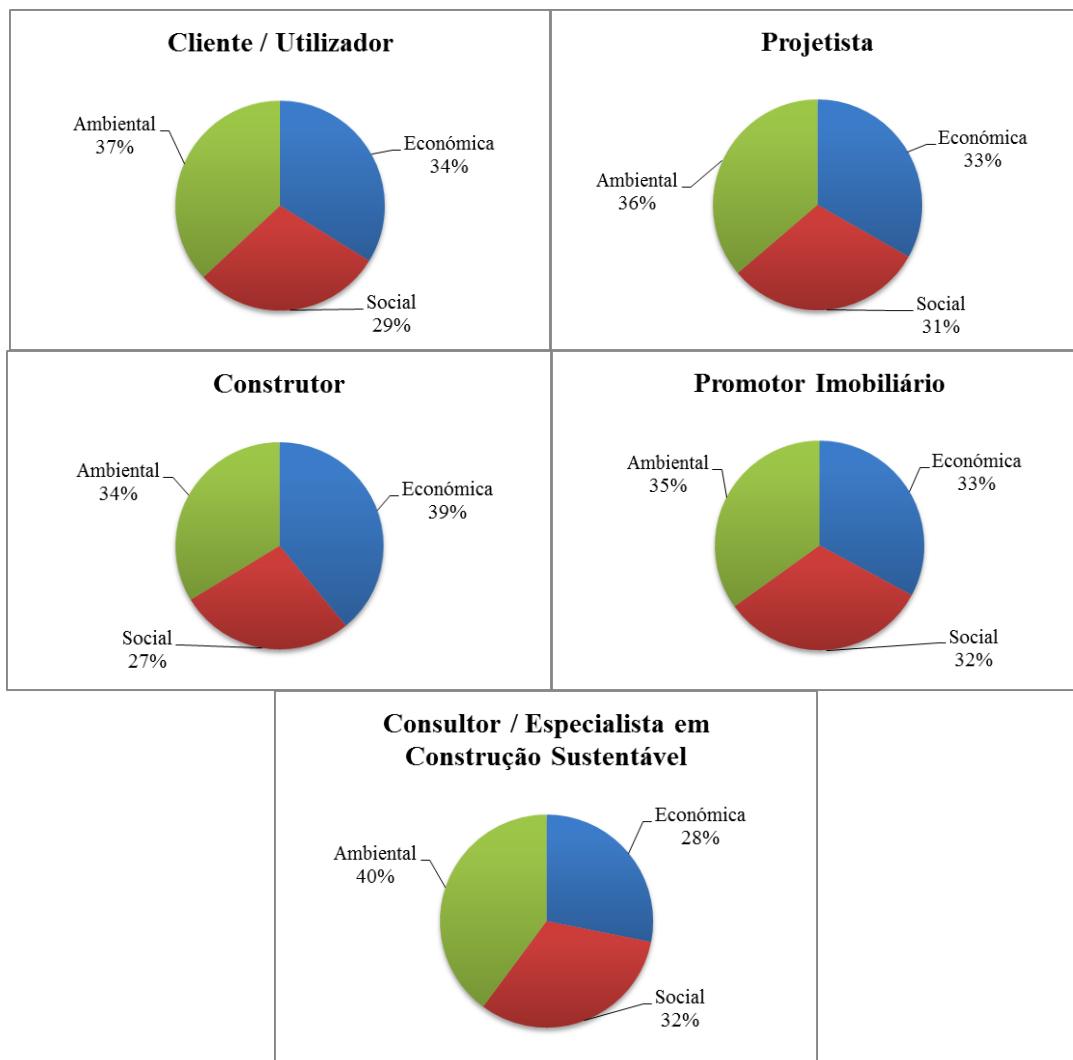 Cliente / Utilizador
Ambiental
37%
Económica
34%
Social
29%
Projetista
Ambiental
36%
Económica
33%
Social
31%
Construtor
Ambiental
34%
Económica
39%
Social
27%
Promotor Imobiliário
Ambiental
35%
Económica
33%
Social
32%
Consultor / Especialista em
Construção Sustentável
Ambiental
40%
Económica
28%
Social
32%